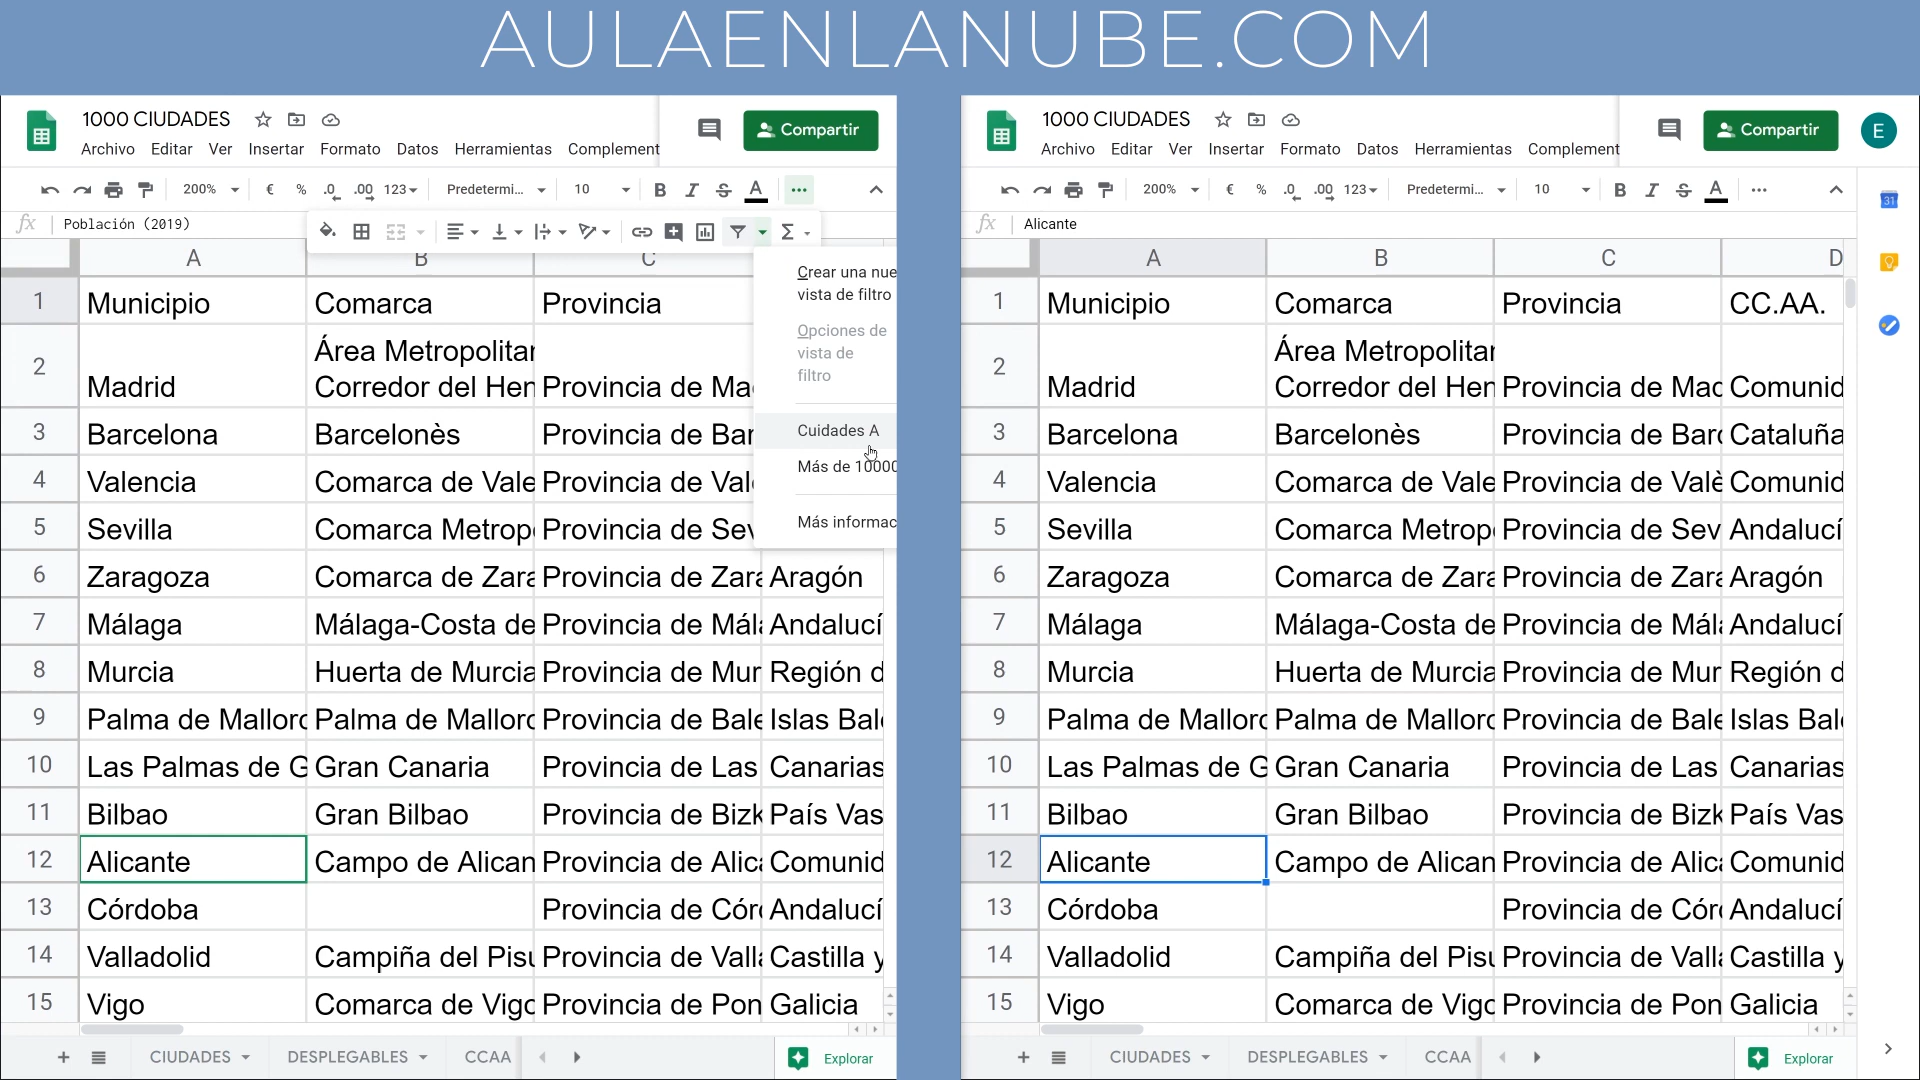 AULAENLANUBE.COM
1000 CIUDADES
Archivo Editar Ver Insertar Formato Datos Herramientas Complement
Compartir
200% € % .0 .00 123 Predetermi... 10 B I S A
fx Población (2019)
A B C
1 Municipio Comarca Provincia
2 Madrid Área Metropolitan
Corredor del Hen Provincia de Mad
3 Barcelona Barcelonès Provincia de Bar
4 Valencia Comarca de Vale Provincia de Val
5 Sevilla Comarca Metrop Provincia de Sev
6 Zaragoza Comarca de Zara Provincia de Zara Aragón
7 Málaga Málaga-Costa de Provincia de Mál Andalucí
8 Murcia Huerta de Murcia Provincia de Mur Región d
9 Palma de Mallorc Palma de Mallorc Provincia de Bale Islas Bal
10 Las Palmas de G Gran Canaria Provincia de Las Canarias
11 Bilbao Gran Bilbao Provincia de Bizk País Vas
12 Alicante Campo de Alican Provincia de Alic Comunid
13 Córdoba Provincia de Cór Andalucí
14 Valladolid Campiña del Pisu Provincia de Vall Castilla y
15 Vigo Comarca de Vigo Provincia de Pon Galicia
Crear una nue
vista de filtro
Opciones de
vista de
filtro
Cuidades A
Más de 10000
Más informac
CIUDADES DESPLEGABLES CCAA
Explorar
1000 CIUDADES
Archivo Editar Ver Insertar Formato Datos Herramientas Complement
Compartir E
200% € % .0 .00 123 Predetermi... 10 B I S A
fx Alicante
31
A B C D
1 Municipio Comarca Provincia CC.AA.
2 Madrid Área Metropolitan
Corredor del Hen Provincia de Mad Comunid
3 Barcelona Barcelonès Provincia de Barc Cataluña
4 Valencia Comarca de Vale Provincia de Valè Comunid
5 Sevilla Comarca Metrop Provincia de Sev Andalucí
6 Zaragoza Comarca de Zara Provincia de Zara Aragón
7 Málaga Málaga-Costa de Provincia de Mál Andalucí
8 Murcia Huerta de Murcia Provincia de Mur Región d
9 Palma de Mallorc Palma de Mallorc Provincia de Bale Islas Bal
10 Las Palmas de G Gran Canaria Provincia de Las Canarias
11 Bilbao Gran Bilbao Provincia de Bizk País Vas
12 Alicante Campo de Alican Provincia de Alic Comunid
13 Córdoba Provincia de Cór Andalucí
14 Valladolid Campiña del Pisu Provincia de Vall Castilla y
15 Vigo Comarca de Vigo Provincia de Pon Galicia
CIUDADES DESPLEGABLES CCAA
Explorar